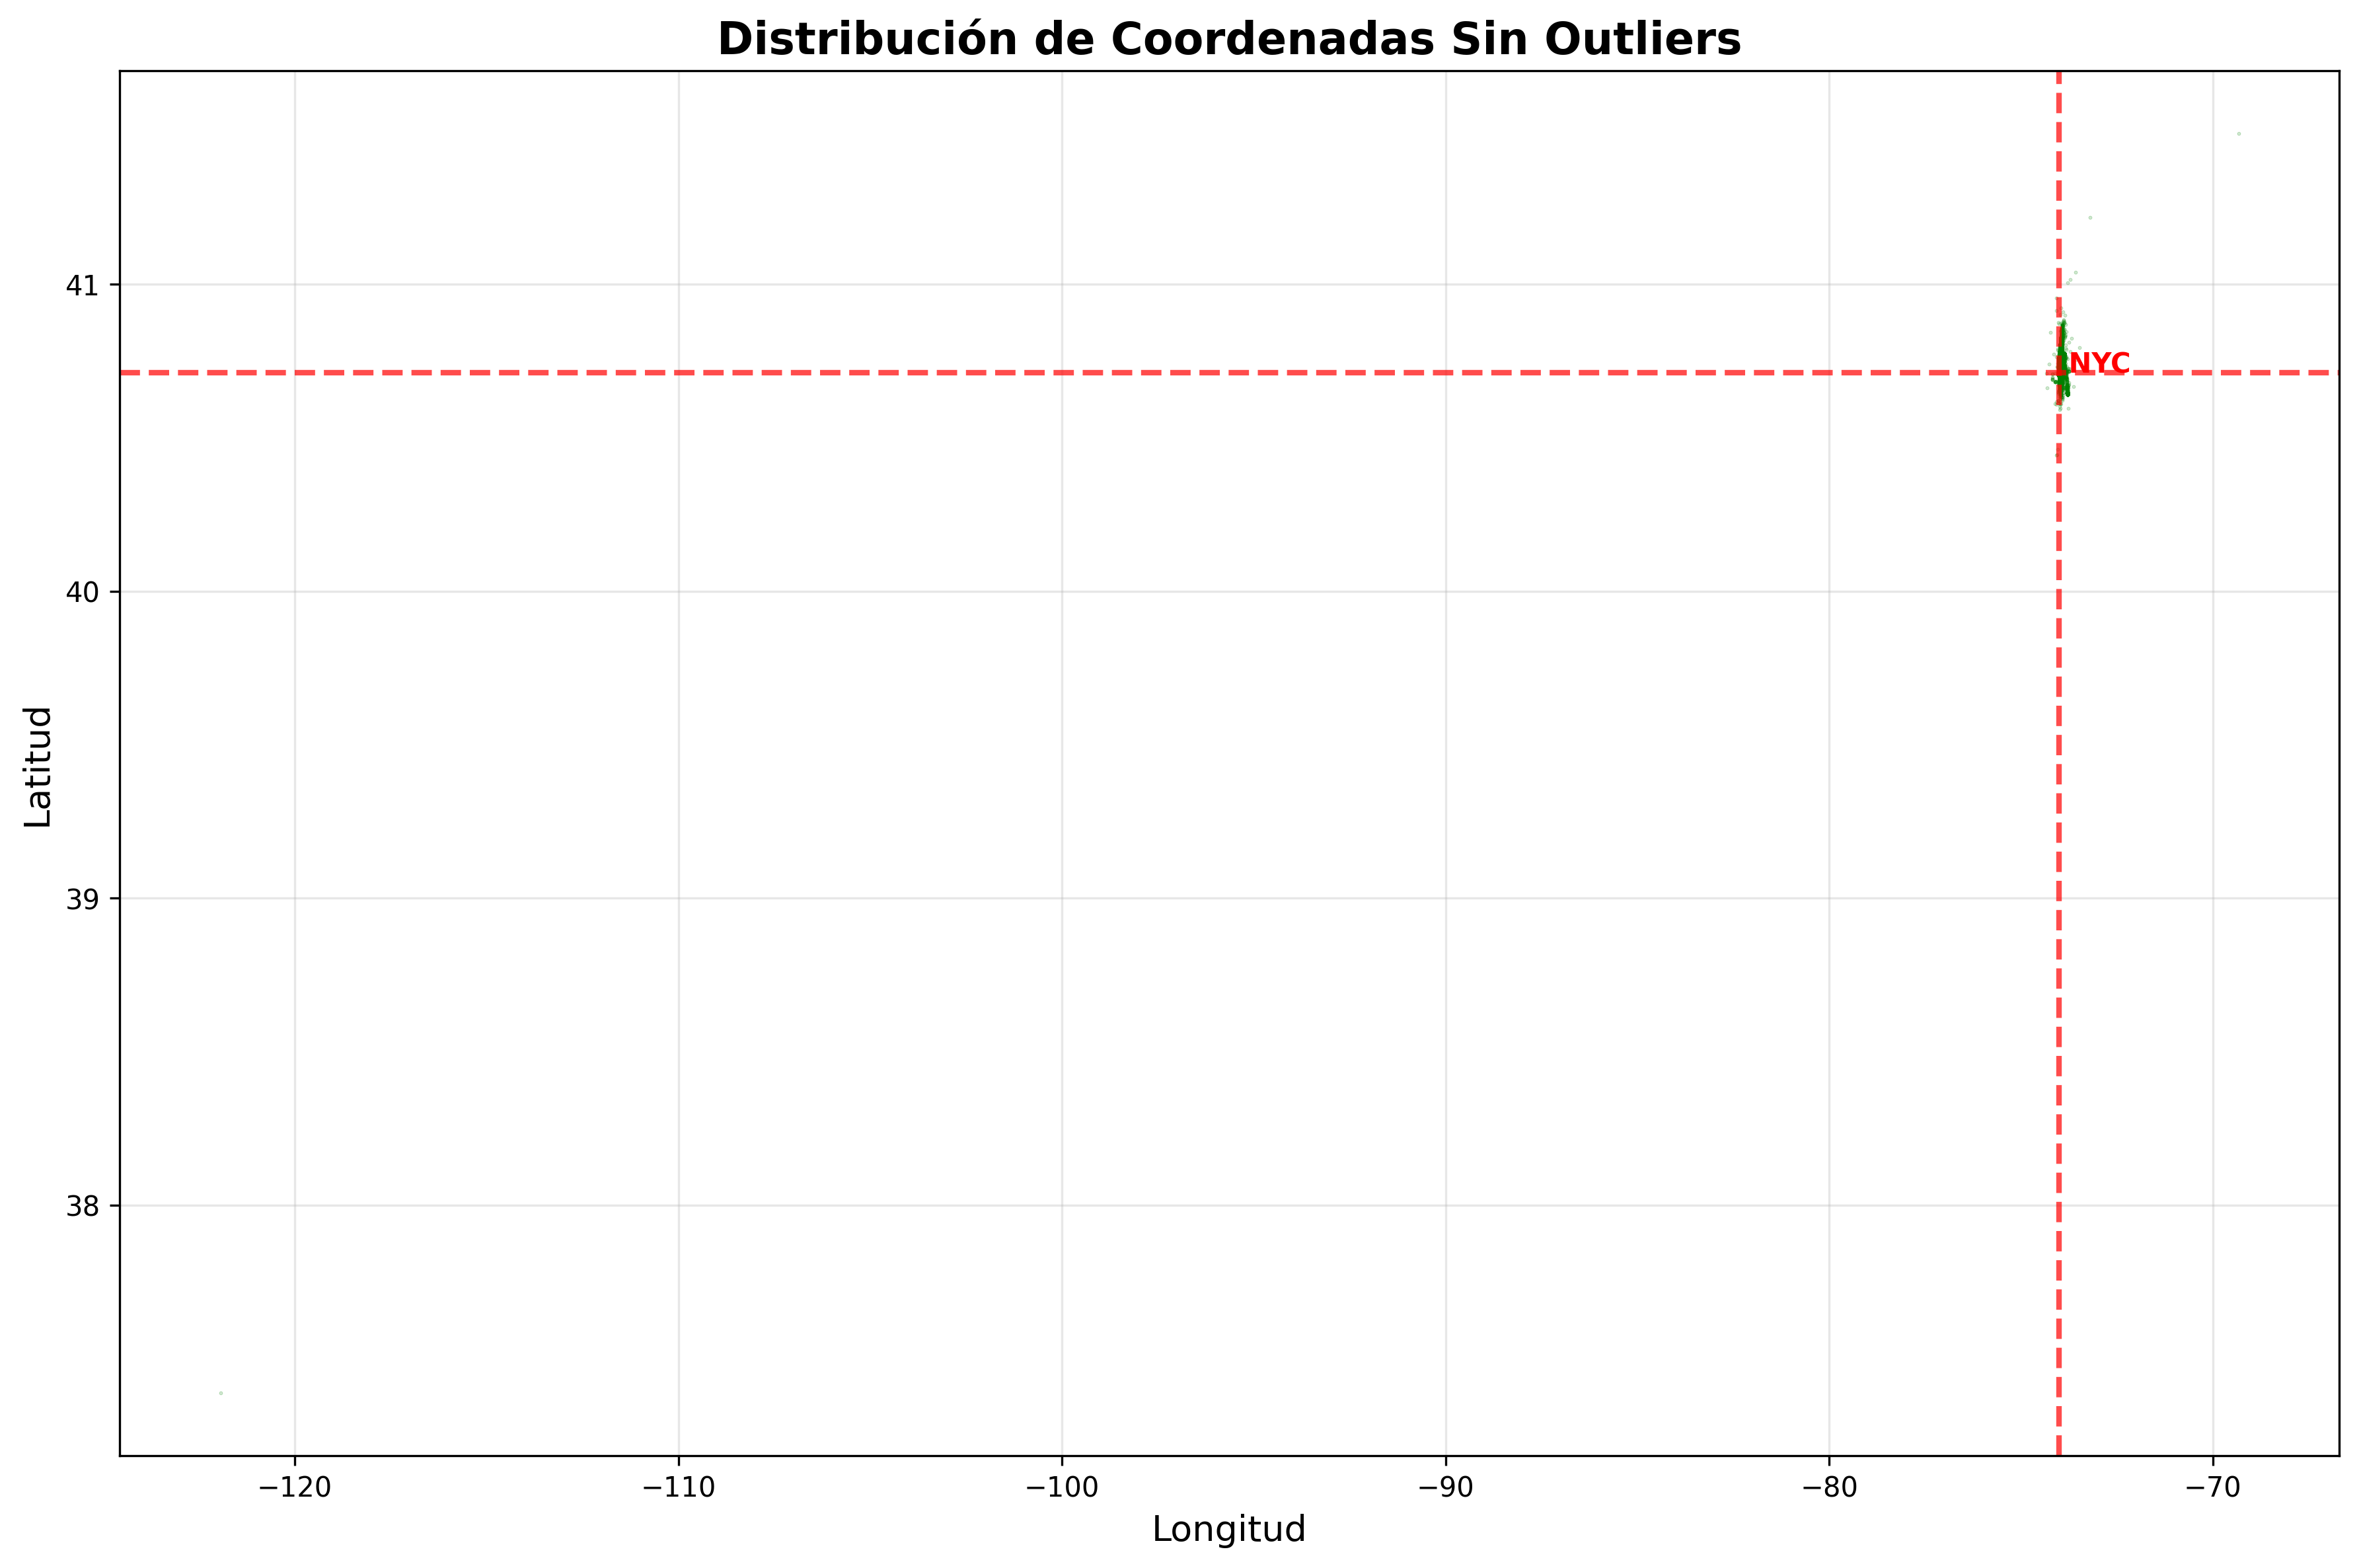 Distribución de Coordenadas Sin Outliers
Latitud
41
40
39
38
NYC
−120
−110
−100
−90
−80
−70
Longitud